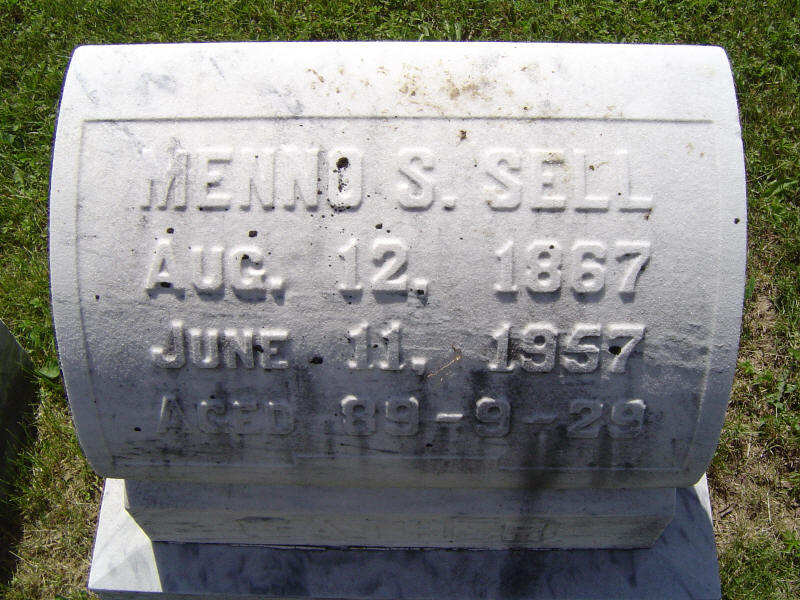 MENNO S. SELL
AUG. 12, 1867
JUNE 11, 1957
AGED 89-9-29